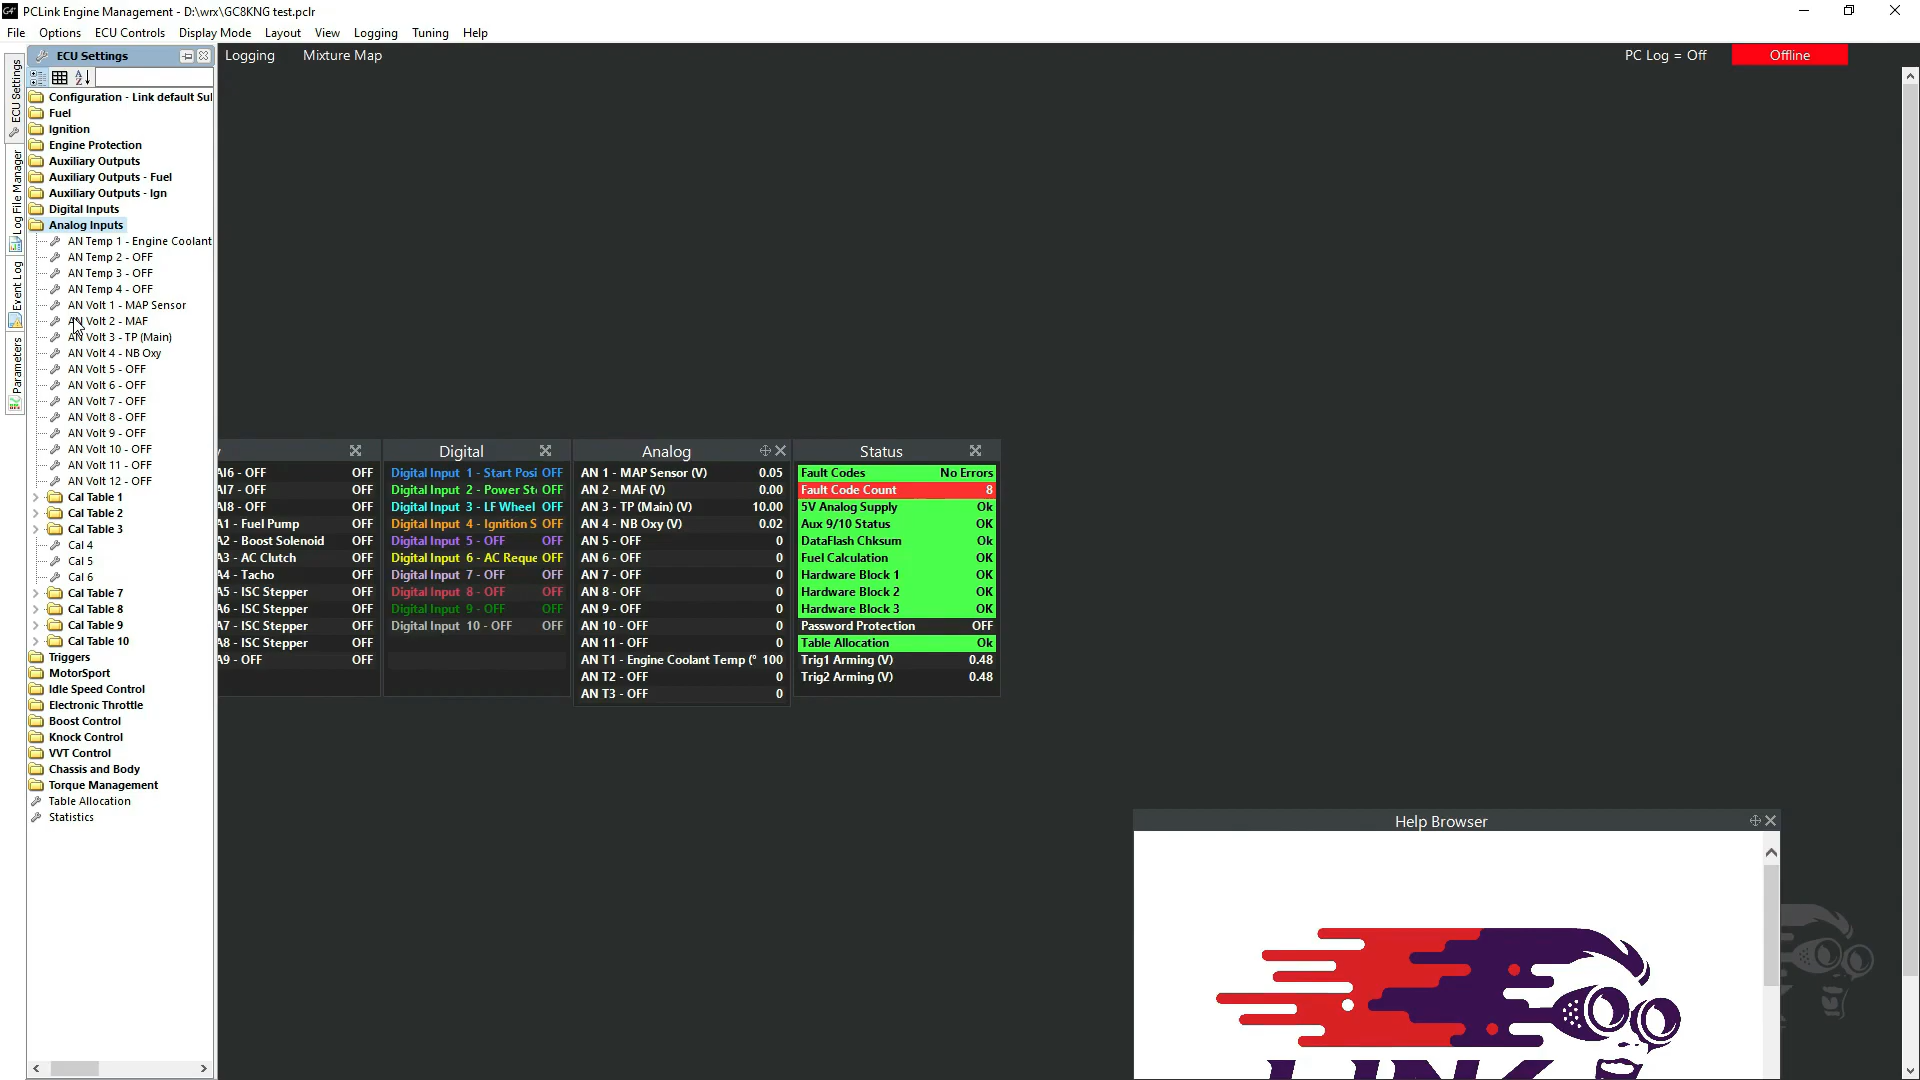 PCLink Engine Management - D:\wrx\GC8KNG test.pclr
File Options ECU Controls Display Mode Layout View Logging Tuning Help
ECU Settings
Logging Mixture Map
PC Log = Off
Offline
ECU Settings
Log File Manager
Event Log
Parameters
Configuration - Link default Sul
Fuel
Ignition
Engine Protection
Auxiliary Outputs
Auxiliary Outputs - Fuel
Auxiliary Outputs - Ign
Digital Inputs
Analog Inputs
AN Temp 1 - Engine Coolant
AN Temp 2 - OFF
AN Temp 3 - OFF
AN Temp 4 - OFF
AN Volt 1 - MAP Sensor
AN Volt 2 - MAF
AN Volt 3 - TP (Main)
AN Volt 4 - NB Oxy
AN Volt 5 - OFF
AN Volt 6 - OFF
AN Volt 7 - OFF
AN Volt 8 - OFF
AN Volt 9 - OFF
AN Volt 10 - OFF
AN Volt 11 - OFF
AN Volt 12 - OFF
Cal Table 1
Cal Table 2
Cal Table 3
Cal 4
Cal 5
Cal 6
Cal Table 7
Cal Table 8
Cal Table 9
Cal Table 10
Triggers
MotorSport
Idle Speed Control
Electronic Throttle
Boost Control
Knock Control
VVT Control
Chassis and Body
Torque Management
Table Allocation
Statistics
AI6 - OFF OFF
AI7 - OFF OFF
AI8 - OFF OFF
A1 - Fuel Pump OFF
A2 - Boost Solenoid OFF
A3 - AC Clutch OFF
A4 - Tacho OFF
A5 - ISC Stepper OFF
A6 - ISC Stepper OFF
A7 - ISC Stepper OFF
A8 - ISC Stepper OFF
A9 - OFF OFF
Digital
Digital Input 1 - Start Posi OFF
Digital Input 2 - Power St OFF
Digital Input 3 - LF Wheel OFF
Digital Input 4 - Ignition S OFF
Digital Input 5 - OFF OFF
Digital Input 6 - AC Reque OFF
Digital Input 7 - OFF OFF
Digital Input 8 - OFF OFF
Digital Input 9 - OFF OFF
Digital Input 10 - OFF OFF
Analog
AN 1 - MAP Sensor (V) 0.05
AN 2 - MAF (V) 0.00
AN 3 - TP (Main) (V) 10.00
AN 4 - NB Oxy (V) 0.02
AN 5 - OFF 0
AN 6 - OFF 0
AN 7 - OFF 0
AN 8 - OFF 0
AN 9 - OFF 0
AN 10 - OFF 0
AN 11 - OFF 0
AN T1 - Engine Coolant Temp (° 100
AN T2 - OFF 0
AN T3 - OFF 0
Status
Fault Codes No Errors
Fault Code Count 8
5V Analog Supply Ok
Aux 9/10 Status OK
DataFlash Chksum Ok
Fuel Calculation OK
Hardware Block 1 OK
Hardware Block 2 OK
Hardware Block 3 OK
Password Protection OFF
Table Allocation Ok
Trig1 Arming (V) 0.48
Trig2 Arming (V) 0.48
Help Browser
LINK